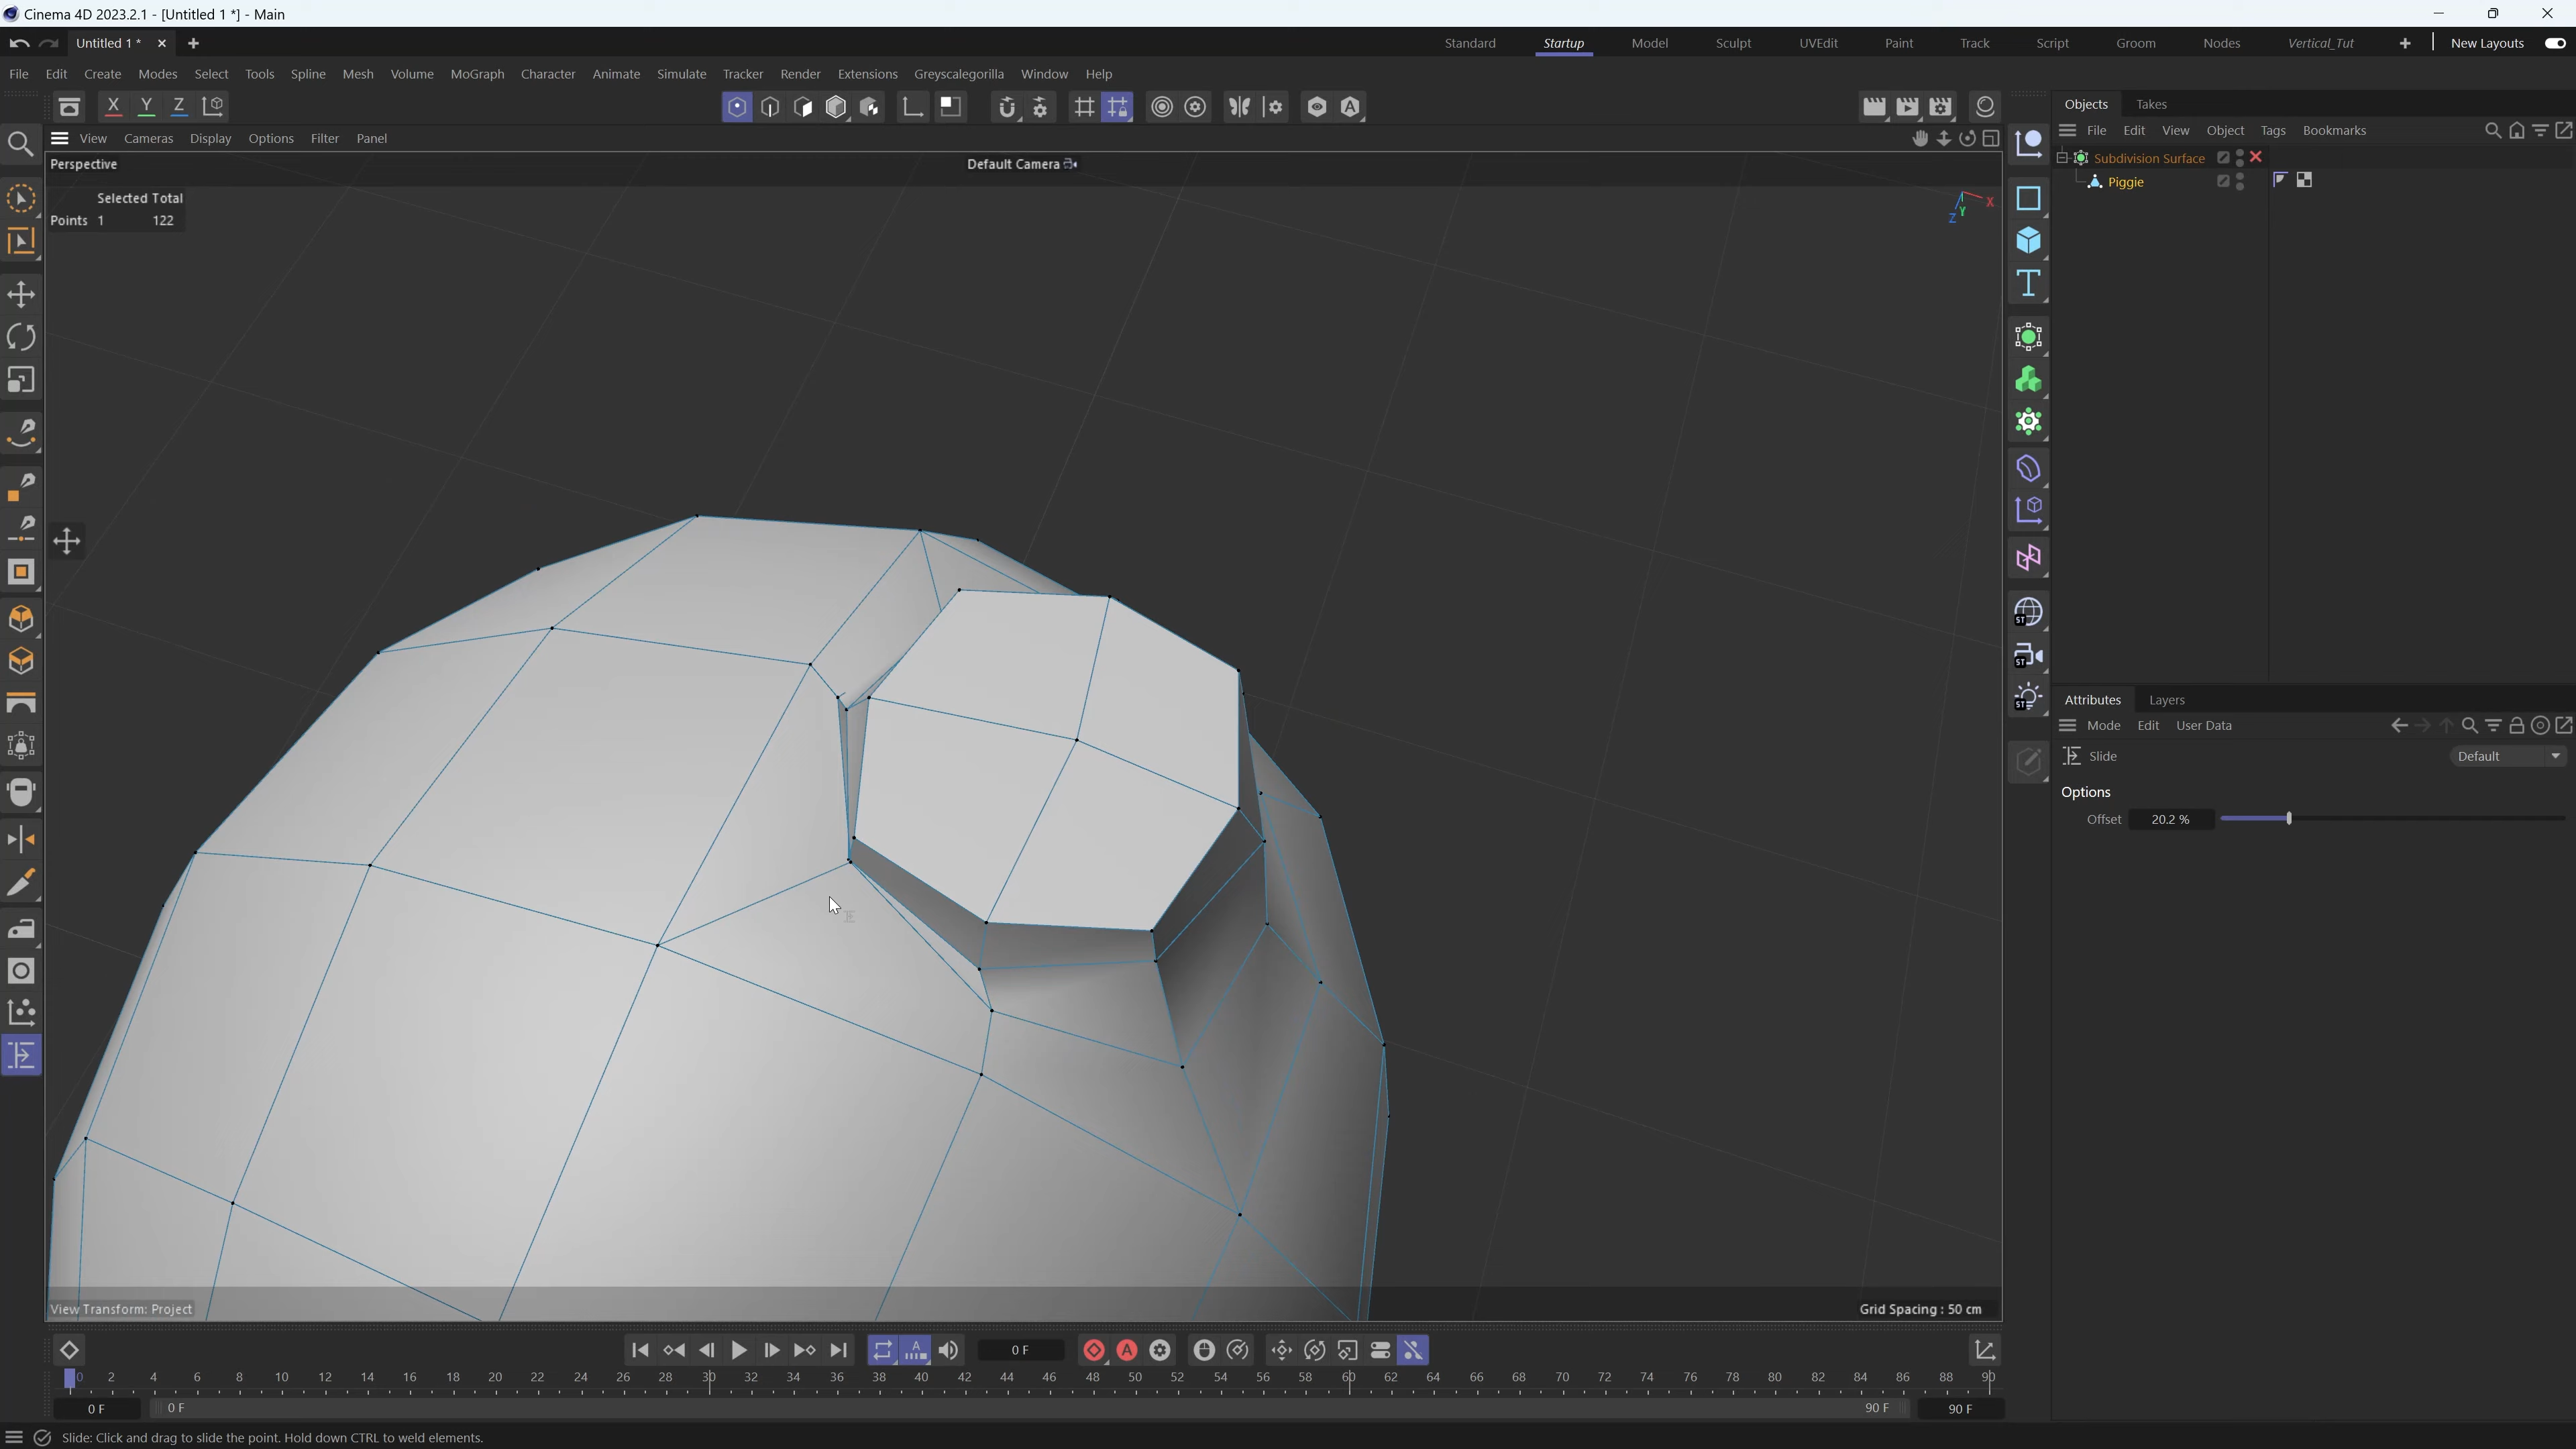 Cinema 4D 2023.2.1 - [Untitled 1 *] - Main
Untitled 1 *
Standard Startup Model Sculpt UVEdit Paint Track Script Groom Nodes Vertical_Tut New Layouts
File Edit Create Modes Select Tools Spline Mesh Volume MoGraph Character Animate Simulate Tracker Render Extensions Greyscalegorilla Window Help
X Y Z
View Cameras Display Options Filter Panel
Perspective
Default Camera
Selected Total
Points 1 122
X
Y
Z
View Transform: Project
Grid Spacing : 50 cm
Objects Takes
File Edit View Object Tags Bookmarks
Subdivision Surface
Piggie
ST
ST
ST
Attributes Layers
Mode Edit User Data
Slide
Default
Options
Offset 20.2 %
0 F
0 2 4 6 8 10 12 14 16 18 20 22 24 26 28 30 32 34 36 38 40 42 44 46 48 50 52 54 56 58 60 62 64 66 68 70 72 74 76 78 80 82 84 86 88 90
0 F 0 F 90 F 90 F
Slide: Click and drag to slide the point. Hold down CTRL to weld elements.